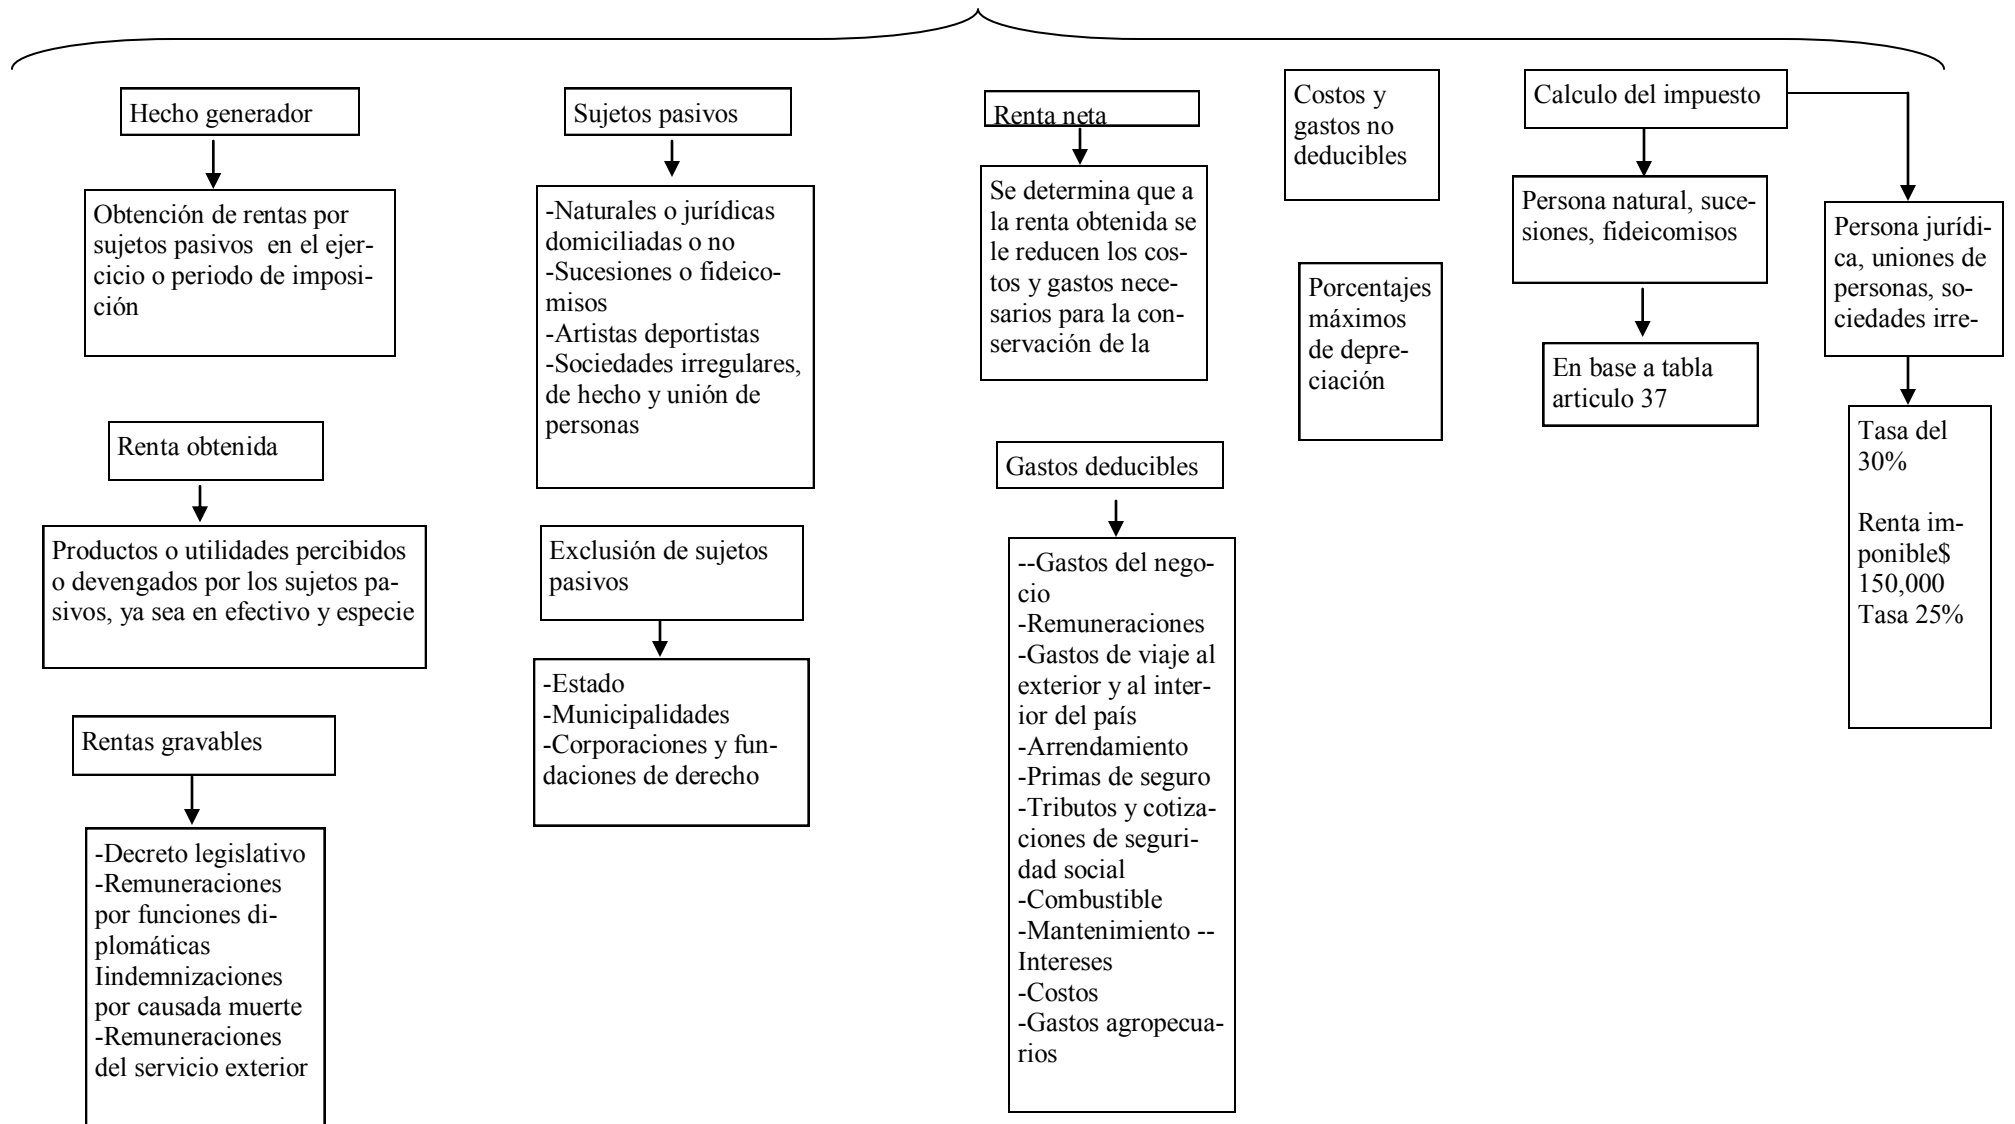 Hecho generador
Obtención de rentas por
sujetos pasivos  en el ejer-
cicio o periodo de imposi-
ción
Renta obtenida
Productos o utilidades percibidos
o devengados por los sujetos pa-
sivos, ya sea en efectivo y especie
Rentas gravables
-Decreto legislativo
-Remuneraciones
por funciones di-
plomáticas
Iindemnizaciones
por causada muerte
-Remuneraciones
del servicio exterior
Sujetos pasivos
-Naturales o jurídicas
domiciliadas o no
-Sucesiones o fideico-
misos
-Artistas deportistas
-Sociedades irregulares,
de hecho y unión de
personas
Exclusión de sujetos
pasivos
-Estado
-Municipalidades
-Corporaciones y fun-
daciones de derecho
Renta neta
Se determina que a
la renta obtenida se
le reducen los cos-
tos y gastos nece-
sarios para la con-
servación de la
Gastos deducibles
--Gastos del nego-
cio
-Remuneraciones
-Gastos de viaje al
exterior y al inter-
ior del país
-Arrendamiento
-Primas de seguro
-Tributos y cotiza-
ciones de seguri-
dad social
-Combustible
-Mantenimiento --
Intereses
-Costos
-Gastos agropecua-
rios
Costos y
gastos no
deducibles
Porcentajes
máximos
de depre-
ciación
Calculo del impuesto
Persona natural, suce-
siones, fideicomisos
En base a tabla
articulo 37
Persona jurídi-
ca, uniones de
personas, so-
ciedades irre-
Tasa del
30%
Renta im-
ponible$
150,000
Tasa 25%